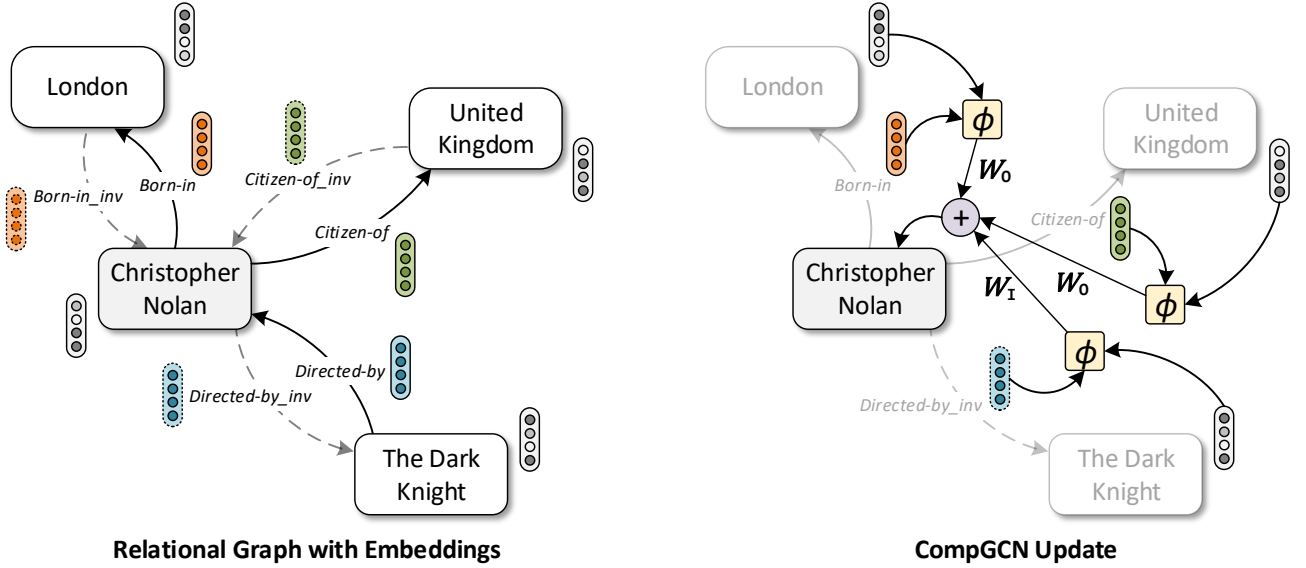 London
United
Kingdom
Born-in_inv
Born-in
Citizen-of_inv
Citizen-of
Christopher
Nolan
Directed-by
Directed-by_inv
The Dark
Knight
Relational Graph with Embeddings
London
ϕ
United
Kingdom
Born-in
W0
+
Citizen-of
Christopher
Nolan
WI
W0
ϕ
ϕ
Directed-by_inv
The Dark
Knight
CompGCN Update